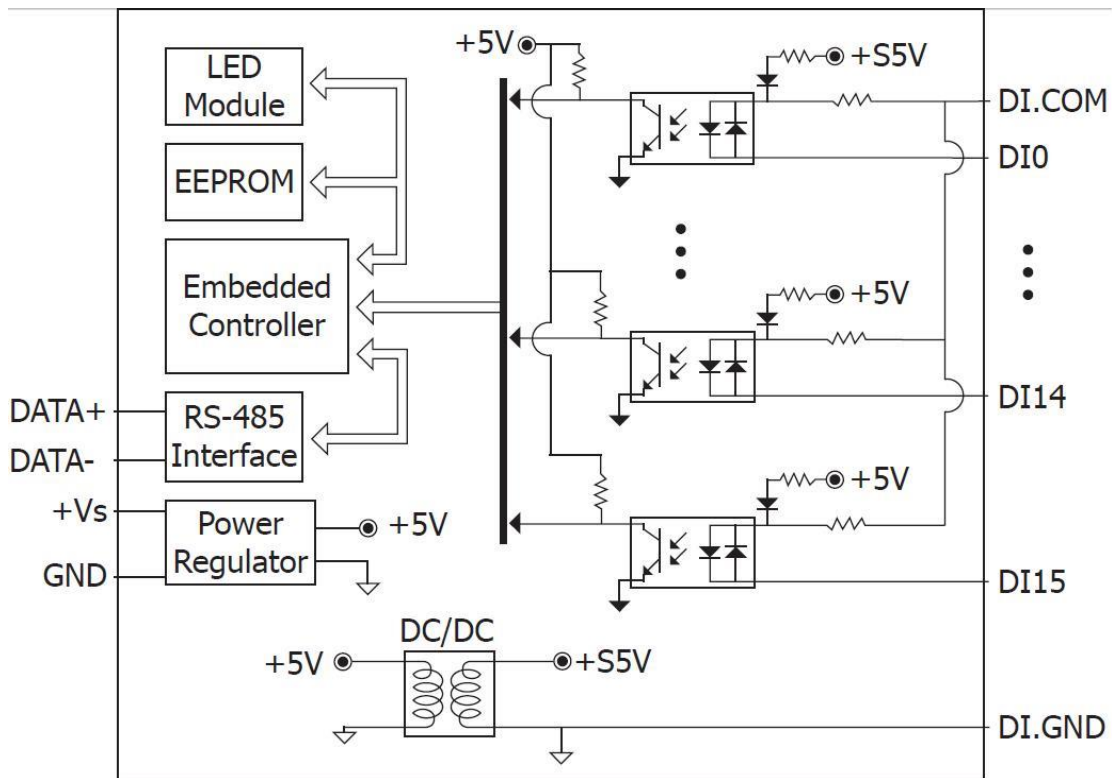 LED
Module
EEPROM
Embedded
Controller
DATA+
DATA-
RS-485
Interface
+Vs
GND
Power
Regulator
+5V
+5V
+S5V
DI.COM
DI0
+5V
DI14
+5V
DI15
DC/DC
+5V
+S5V
DI.GND